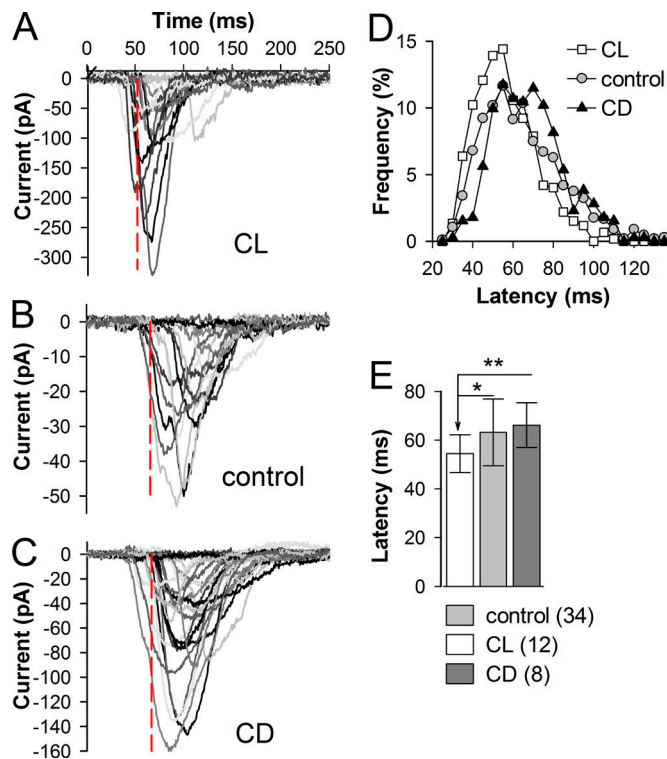 A
Time (ms)
0 50 100 150 200 250
Current (pA)
0
-50
-100
-150
-200
-250
-300
CL
B
Current (pA)
0
-10
-20
-30
-40
-50
control
C
Current (pA)
0
-20
-40
-60
-80
-100
-120
-140
-160
CD
D
Frequency (%)
15
10
5
0
20 40 60 80 100 120
Latency (ms)
CL
control
CD
E
Latency (ms)
80
60
40
20
0
**
*
control (34)
CL (12)
CD (8)